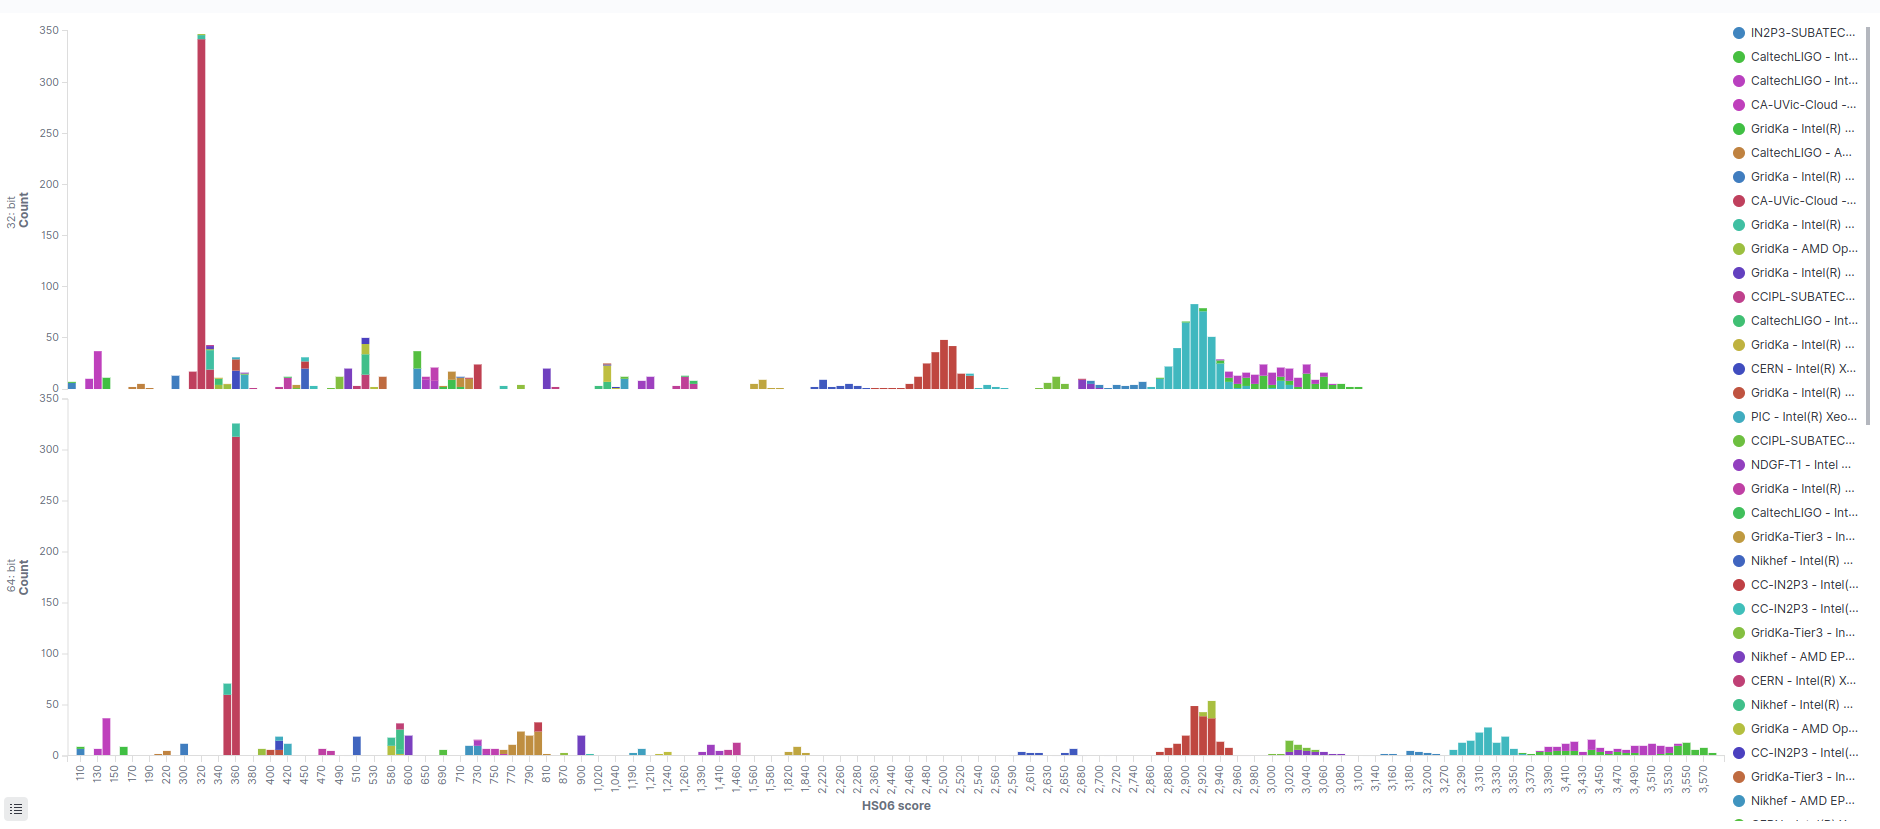 32: bit
Count
350
300
250
200
150
100
50
0
64: bit
Count
350
300
250
200
150
100
50
0
110 130 150 170 190 220 300 320 340 360 380 400 420 450 470 490 510 530 580 600 650 690 710 730 750 770 790 810 870 900 1,020 1,040 1,190 1,210 1,240 1,260 1,390 1,410 1,460 1,560 1,580 1,820 1,840 2,220 2,260 2,280 2,360 2,440 2,460 2,480 2,500 2,520 2,540 2,560 2,590 2,610 2,630 2,650 2,680 2,700 2,720 2,740 2,860 2,880 2,900 2,920 2,940 2,960 2,980 3,000 3,020 3,040 3,060 3,080 3,100 3,140 3,160 3,180 3,200 3,270 3,290 3,310 3,330 3,350 3,370 3,390 3,410 3,430 3,450 3,470 3,490 3,510 3,530 3,550 3,570
HS06 score
IN2P3-SUBATEC...
CaltechLIGO - Int...
CaltechLIGO - Int...
CA-UVic-Cloud -...
GridKa - Intel(R) ...
CaltechLIGO - A...
GridKa - Intel(R) ...
CA-UVic-Cloud -...
GridKa - Intel(R) ...
GridKa - AMD Op...
GridKa - Intel(R) ...
CCIPL-SUBATEC...
CaltechLIGO - Int...
GridKa - Intel(R) ...
CERN - Intel(R) X...
GridKa - Intel(R) ...
PIC - Intel(R) Xeo...
CCIPL-SUBATEC...
NDGF-T1 - Intel ...
GridKa - Intel(R) ...
CaltechLIGO - Int...
GridKa-Tier3 - In...
Nikhef - Intel(R) ...
CC-IN2P3 - Intel(...
CC-IN2P3 - Intel(...
GridKa-Tier3 - In...
Nikhef - AMD EP...
CERN - Intel(R) X...
Nikhef - Intel(R) ...
GridKa - AMD Op...
CC-IN2P3 - Intel(...
GridKa-Tier3 - In...
Nikhef - AMD EP...